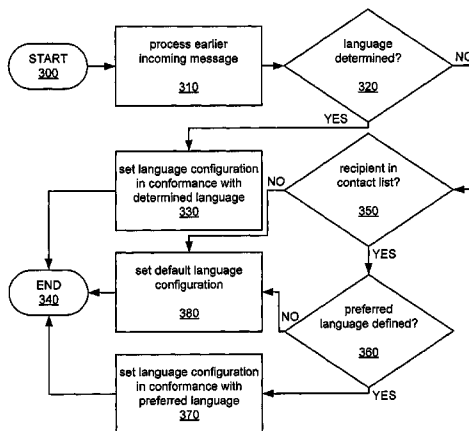 START
300
process earlier
incoming message
310
language
determined?
320
NO
YES
set language configuration
in conformance with
determined language
330
NO
recipient in
contact list?
350
YES
END
340
set default language
configuration
380
NO
preferred
language defined?
360
YES
set language configuration
in conformance with
preferred language
370